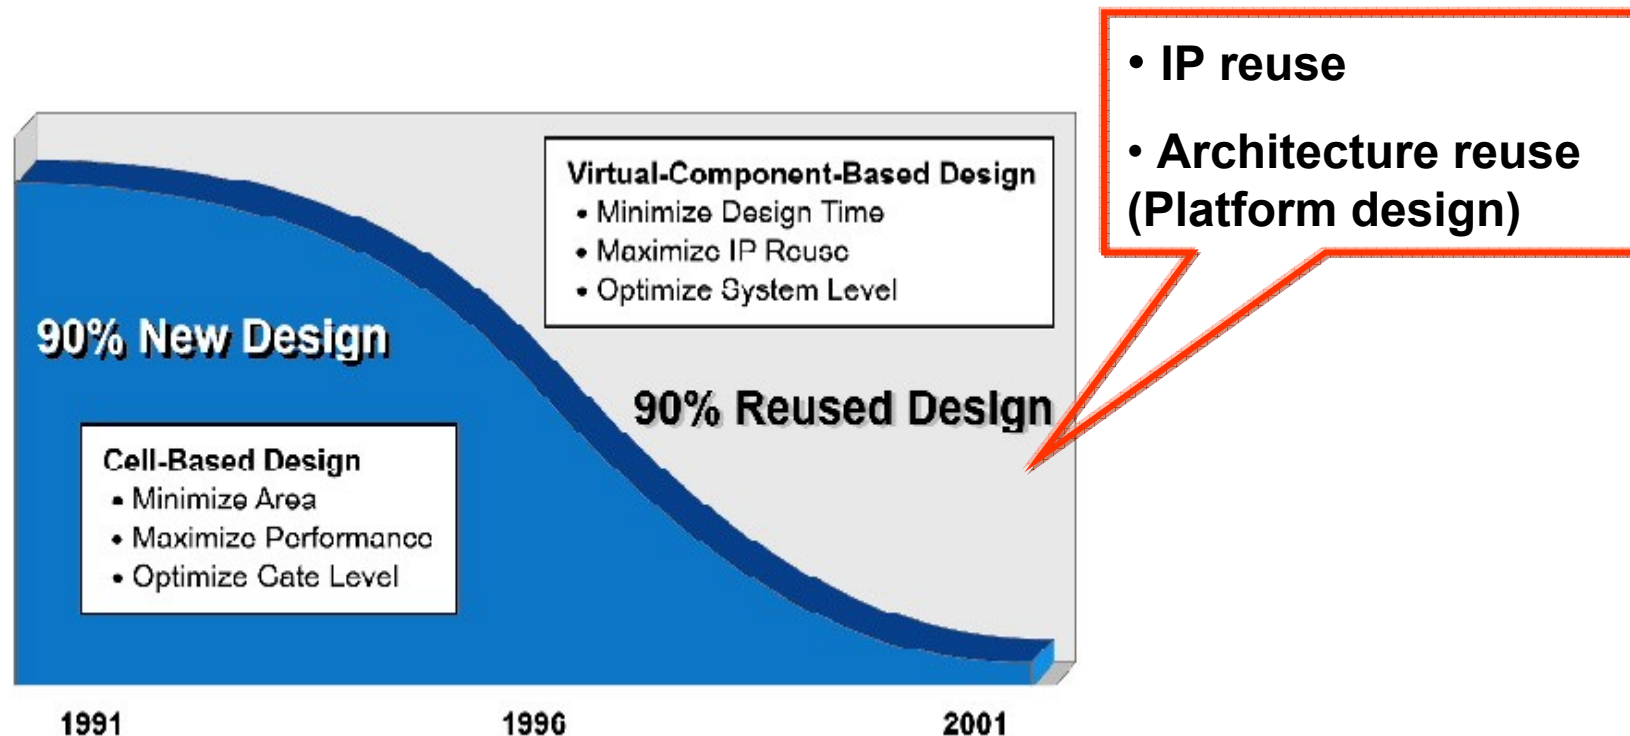 • IP reuse
• Architecture reuse
(Platform design)
Virtual-Component-Based Design
• Minimize Design Time
• Maximize IP Reuse
• Optimize System Level
90% New Design
90% Reused Design
Cell-Based Design
• Minimize Area
• Maximize Performance
• Optimize Gate Level
1991
1996
2001